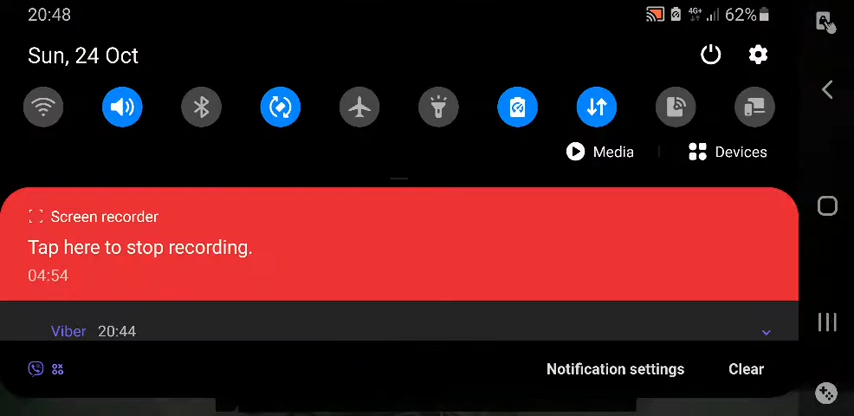 20:48
4G+
62%
Sun, 24 Oct
Media
Devices
Screen recorder
Tap here to stop recording.
04:54
Viber 20:44
Notification settings
Clear